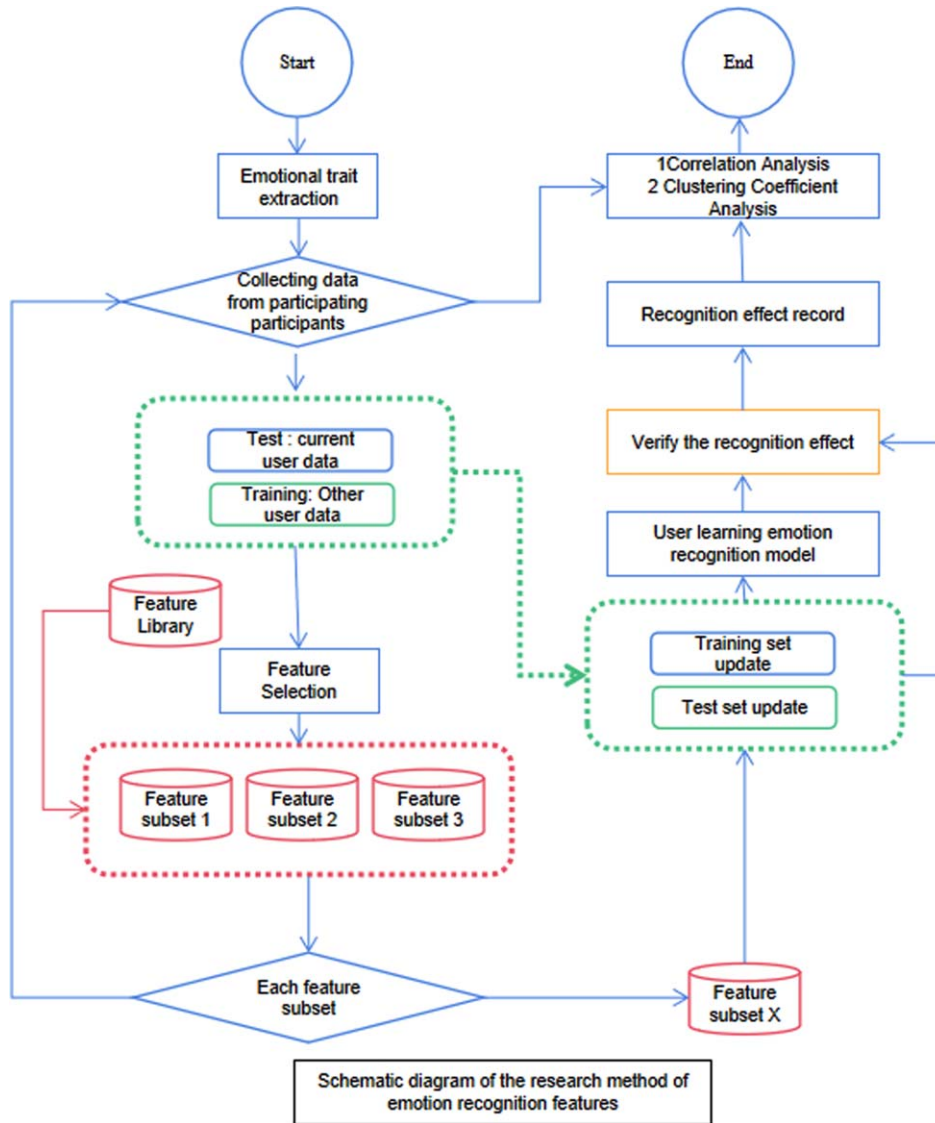 Start
Emotional trait
extraction
Collecting data
from participating
participants
Test : current
user data
Training: Other
user data
Feature
Library
Feature
Selection
Feature
subset 1
Feature
subset 2
Feature
subset 3
Each feature
subset
Feature
subset X
Training set
update
Test set update
User learning emotion
recognition model
Verify the recognition effect
Recognition effect record
1Correlation Analysis
2 Clustering Coefficient
Analysis
End
Schematic diagram of the research method of
emotion recognition features